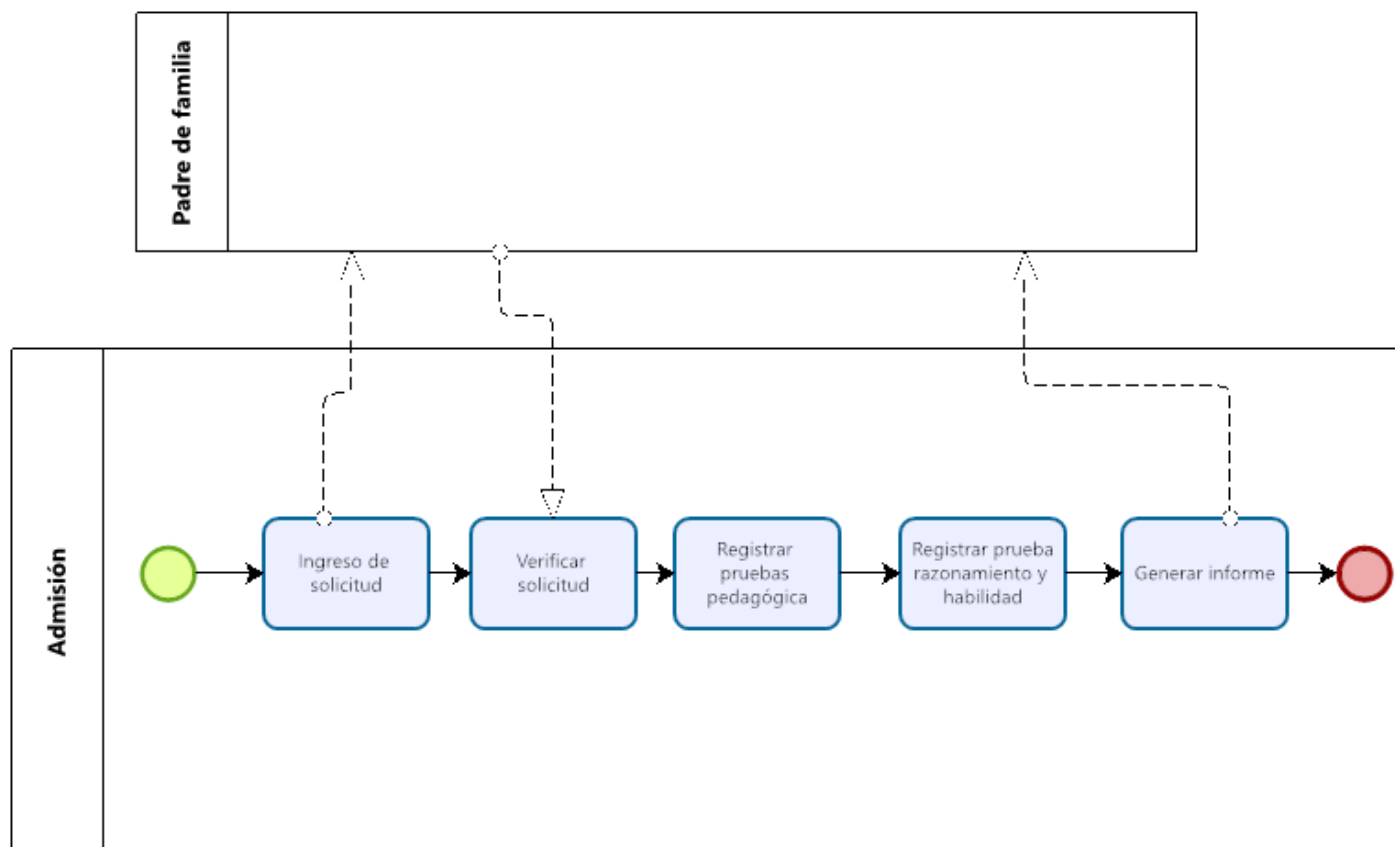 Padre de familia
Admisión
Ingreso de
solicitud
Verificar
solicitud
Registrar
pruebas
pedagógica
Registrar prueba
razonamiento y
habilidad
Generar informe